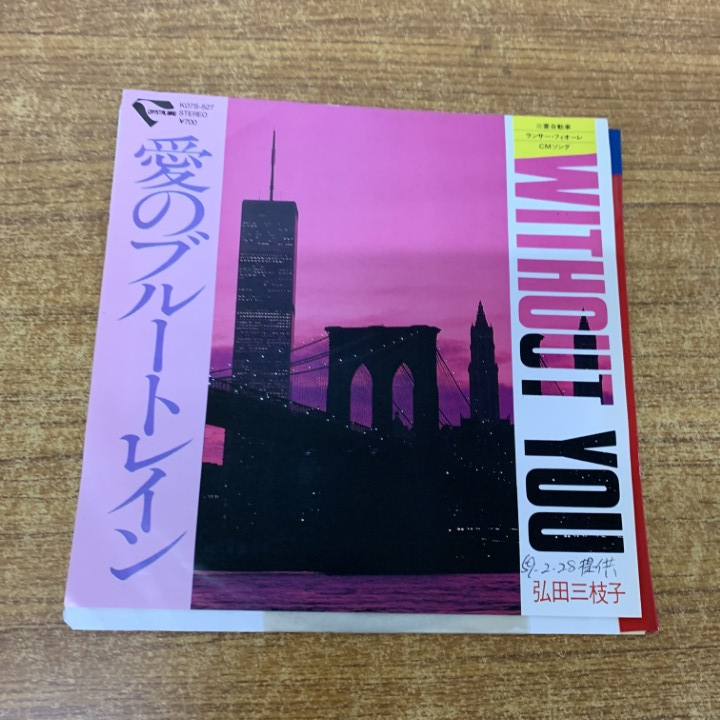 CRYSTAL BIRD
K07S-527
STEREO
¥700
愛のブルートレイン
三菱自動車
ランサー・フィオーレ
CMソング
WITHOUT YOU
59.2.28提供
弘田三枝子